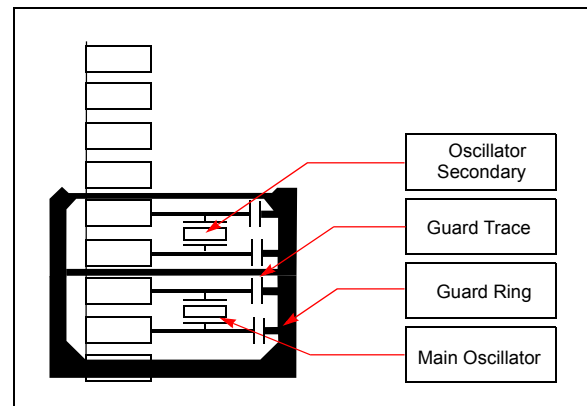 Oscillator
Secondary
Guard Trace
Guard Ring
Main Oscillator